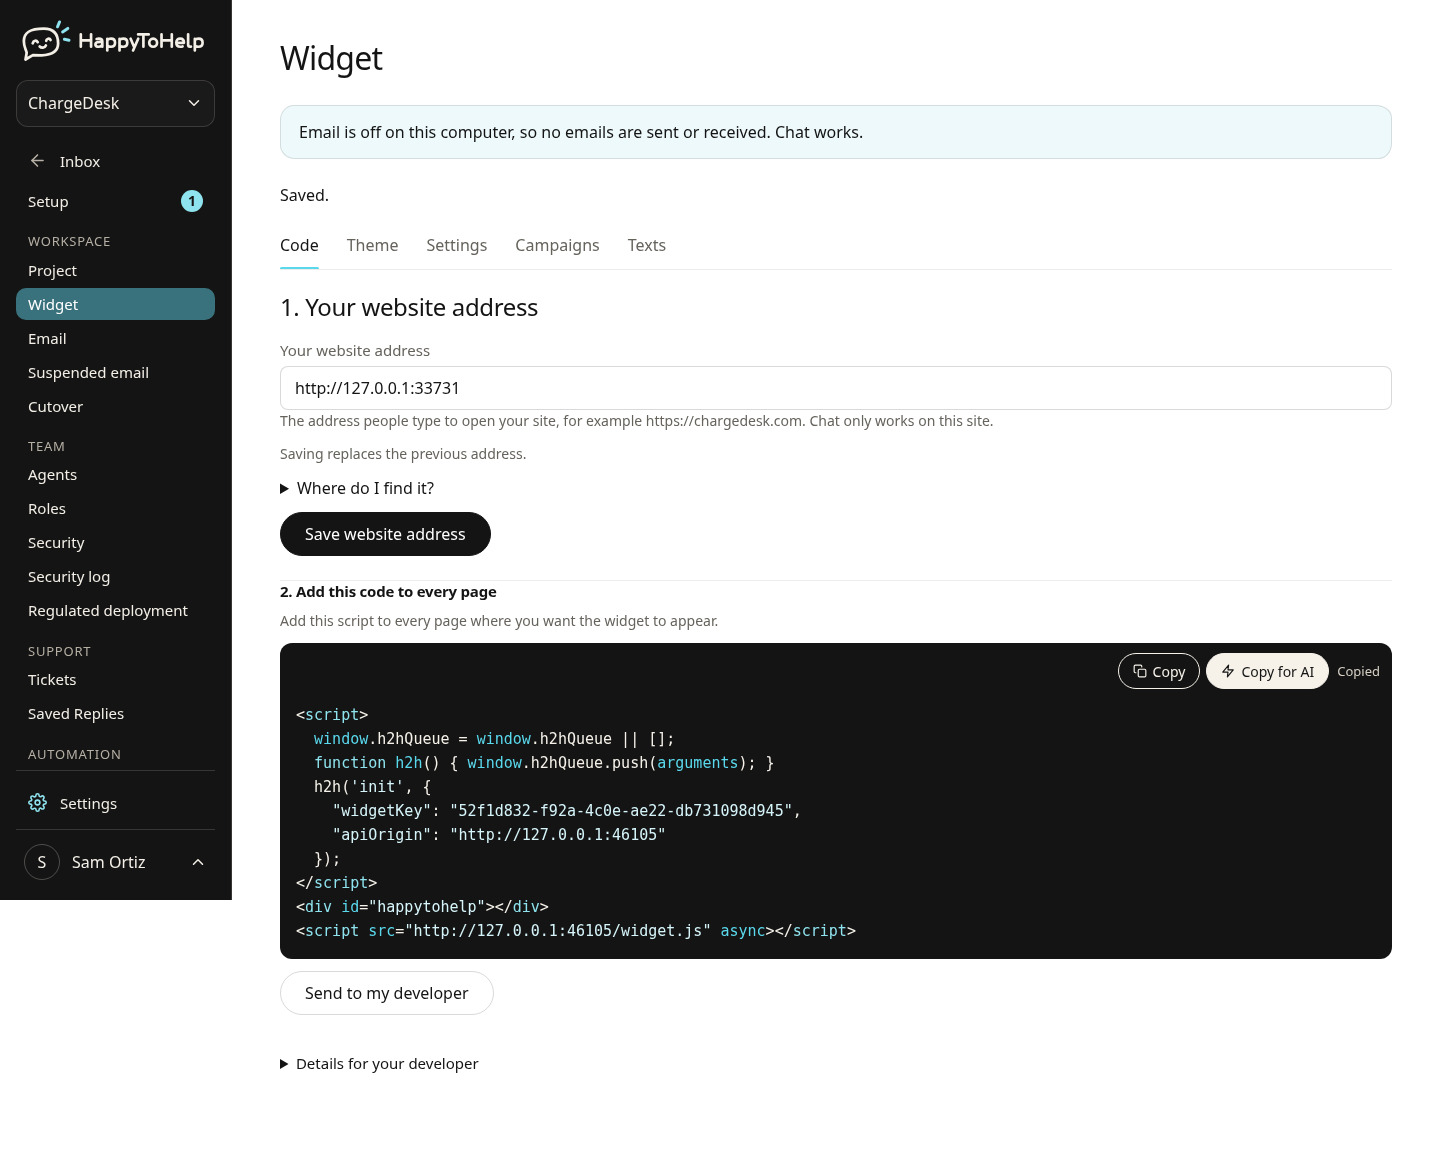 HappyToHelp
ChargeDesk
Inbox
Setup 1
WORKSPACE
Project
Widget
Email
Suspended email
Cutover
TEAM
Agents
Roles
Security
Security log
Regulated deployment
SUPPORT
Tickets
Saved Replies
AUTOMATION
Settings
S Sam Ortiz
Widget
Email is off on this computer, so no emails are sent or received. Chat works.
Saved.
Code Theme Settings Campaigns Texts
1. Your website address
Your website address
http://127.0.0.1:33731
The address people type to open your site, for example https://chargedesk.com. Chat only works on this site.
Saving replaces the previous address.
Where do I find it?
Save website address
2. Add this code to every page
Add this script to every page where you want the widget to appear.
Copy Copy for AI Copied
<script>
  window.h2hQueue = window.h2hQueue || [];
  function h2h() { window.h2hQueue.push(arguments); }
  h2h('init', {
    "widgetKey": "52f1d832-f92a-4c0e-ae22-db731098d945",
    "apiOrigin": "http://127.0.0.1:46105"
  });
</script>
<div id="happytohelp"></div>
<script src="http://127.0.0.1:46105/widget.js" async></script>
Send to my developer
Details for your developer